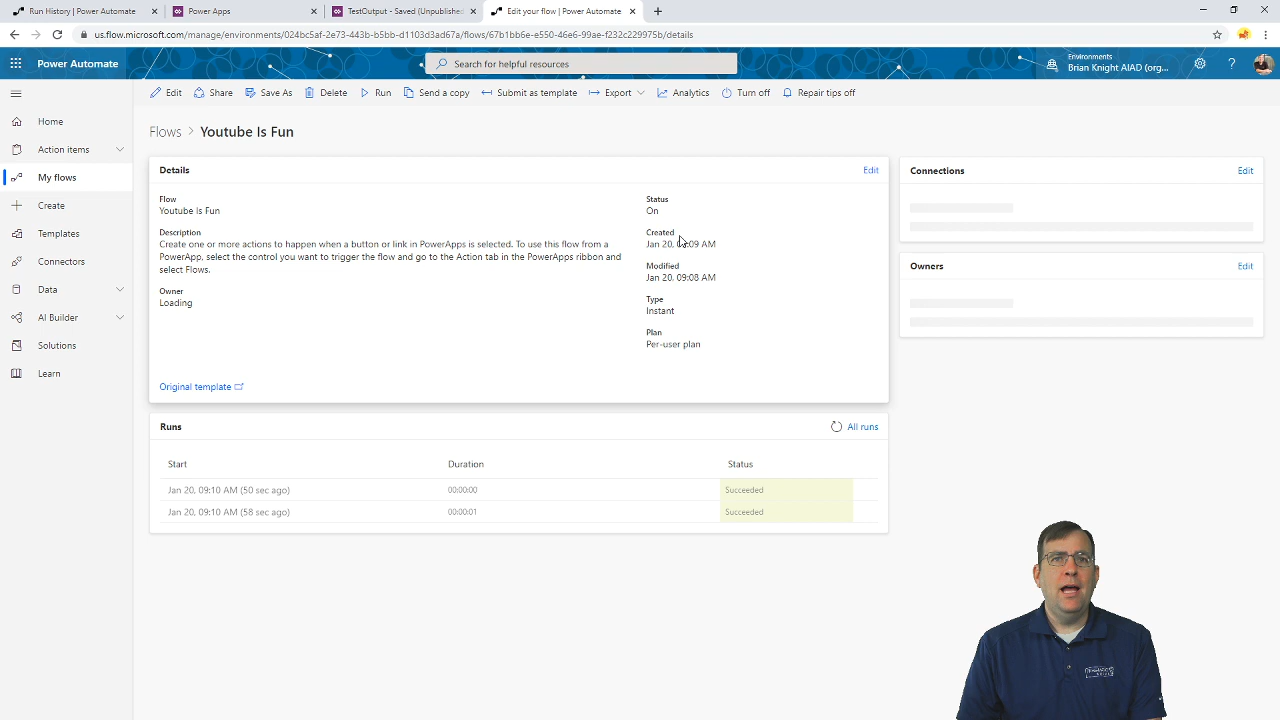 Run History | Power Automate
Power Apps
TestOutput - Saved (Unpublished
Edit your flow | Power Automate
us.flow.microsoft.com/manage/environments/024bc5af-2e73-443b-b5bb-d1103d3ad67a/flows/67b1bb6e-e550-46e6-99ae-f232c229975b/details
Power Automate
Search for helpful resources
Environments
Brian Knight AIAD (org...
Edit
Share
Save As
Delete
Run
Send a copy
Submit as template
Export
Analytics
Turn off
Repair tips off
Home
Action items
My flows
Create
Templates
Connectors
Data
AI Builder
Solutions
Learn
Flows > Youtube Is Fun
Details
Edit
Flow
Youtube Is Fun
Description
Create one or more actions to happen when a button or link in PowerApps is selected. To use this flow from a
PowerApp, select the control you want to trigger the flow and go to the Action tab in the PowerApps ribbon and
select Flows.
Owner
Loading
Status
On
Created
Jan 20, 09:09 AM
Modified
Jan 20, 09:08 AM
Type
Instant
Plan
Per-user plan
Original template
Connections
Edit
Owners
Edit
Runs
All runs
Start
Duration
Status
Jan 20, 09:10 AM (50 sec ago)
00:00:00
Succeeded
Jan 20, 09:10 AM (58 sec ago)
00:00:01
Succeeded